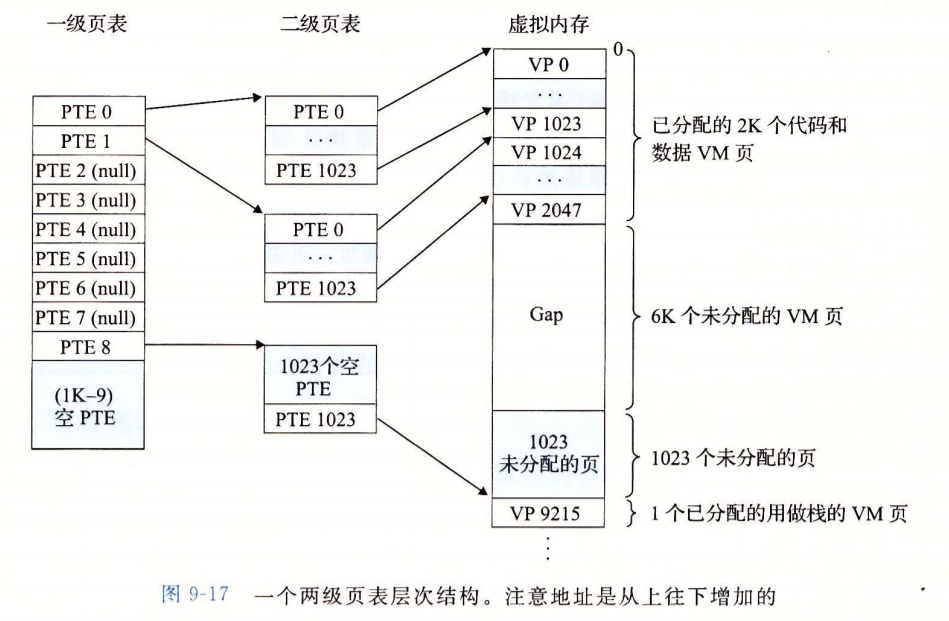 一级页表
二级页表
虚拟内存
PTE 0
PTE 1
PTE 2 (null)
PTE 3 (null)
PTE 4 (null)
PTE 5 (null)
PTE 6 (null)
PTE 7 (null)
PTE 8
(1K–9)
空 PTE
PTE 0
...
PTE 1023
PTE 0
...
PTE 1023
1023个空
PTE
PTE 1023
0
VP 0
...
VP 1023
VP 1024
...
VP 2047
Gap
1023
未分配的页
VP 9215
⋮
已分配的 2K 个代码和
数据 VM 页
6K 个未分配的 VM 页
1023 个未分配的页
1 个已分配的用做栈的 VM 页
图 9-17 一个两级页表层次结构。注意地址是从上往下增加的